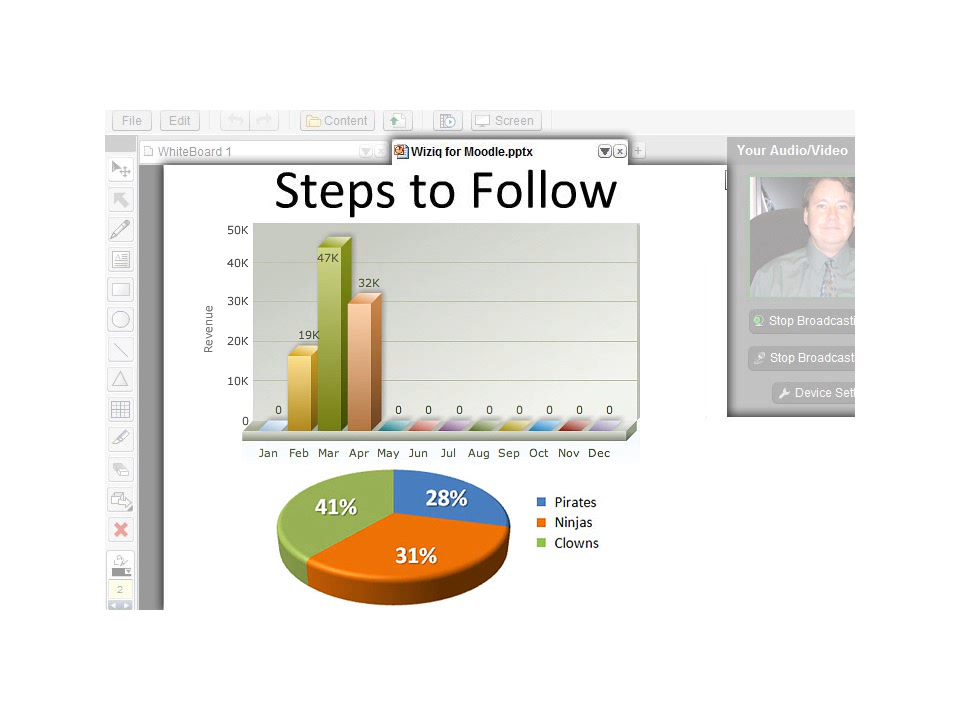 File Edit Content Screen
WhiteBoard 1 Wiziq for Moodle.pptx Your Audio/Video
Steps to Follow
50K
47K
40K
32K
30K
Revenue
19K
20K
10K
0 0 0 0 0 0 0 0 0
0
Jan Feb Mar Apr May Jun Jul Aug Sep Oct Nov Dec
Stop Broadcasti
Stop Broadcast
Device Sett
41% 28%
31%
Pirates
Ninjas
Clowns
2